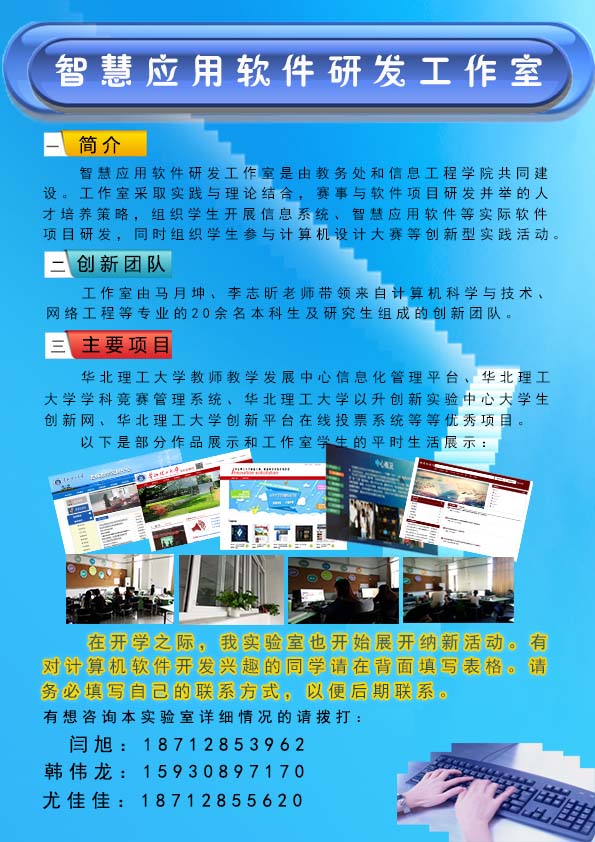 智慧应用软件研发工作室
一 简介
智慧应用软件研发工作室是由教务处和信息工程学院共同建
设。工作室采取实践与理论结合，赛事与软件项目研发并举的人
才培养策略，组织学生开展信息系统、智慧应用软件等实际软件
项目研发，同时组织学生参与计算机设计大赛等创新型实践活动。
二 创新团队
工作室由马月坤、李志昕老师带领来自计算机科学与技术、
网络工程等专业的20余名本科生及研究生组成的创新团队。
三 主要项目
华北理工大学教师教学发展中心信息化管理平台、华北理工
大学学科竞赛管理系统、华北理工大学以升创新实验中心大学生
创新网、华北理工大学创新平台在线投票系统等等优秀项目。
以下是部分作品展示和工作室学生的平时生活展示：
中心概况
在开学之际，我实验室也开始展开纳新活动。有
对计算机软件开发兴趣的同学请在背面填写表格。请
务必填写自己的联系方式，以便后期联系。
有想咨询本实验室详细情况的请拨打：
闫旭：18712853962
韩伟龙：15930897170
尤佳佳：18712855620